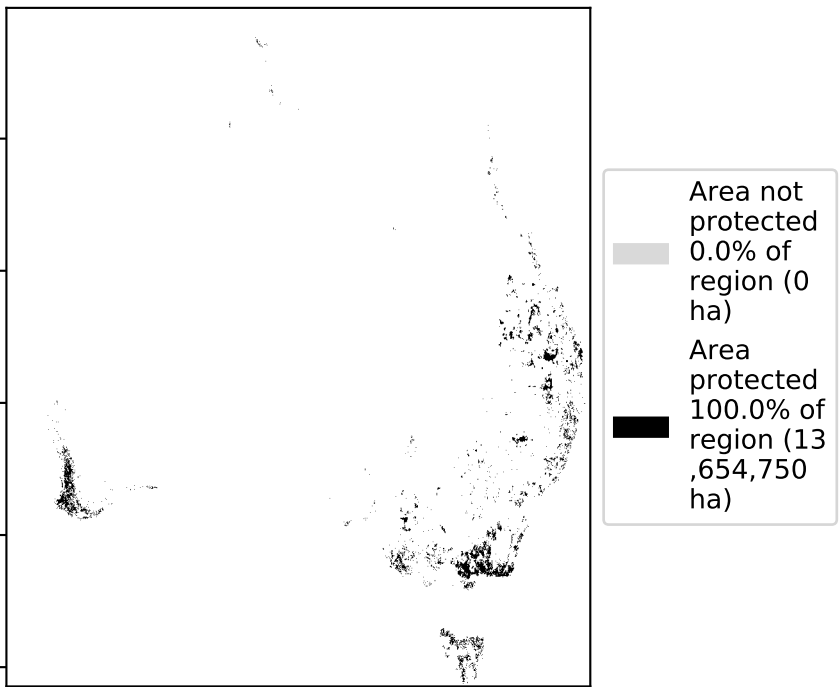 Area not
protected
0.0% of
region (0
ha)
Area
protected
100.0% of
region (13
,654,750
ha)